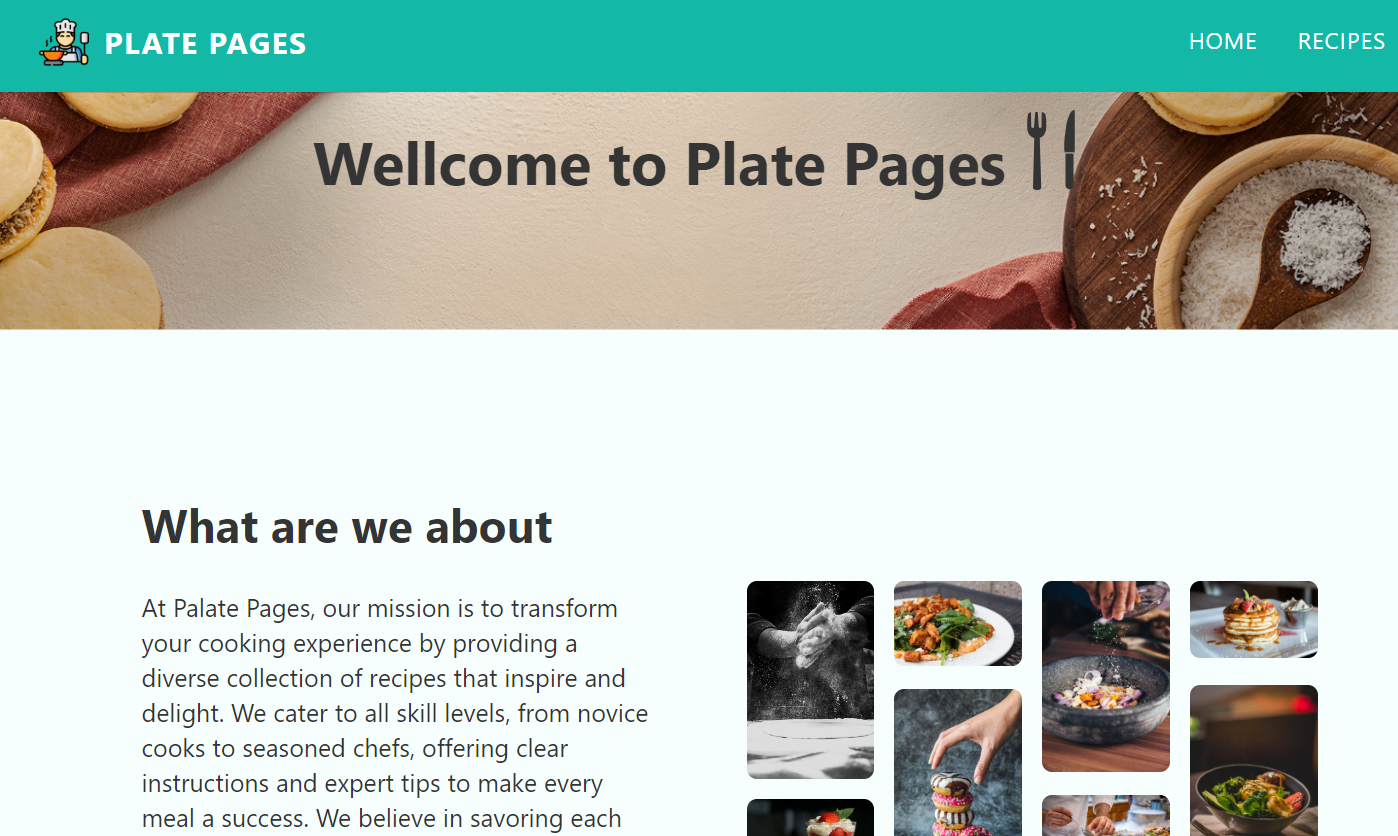 PLATE PAGES
HOME
RECIPES
Wellcome to Plate Pages
What are we about
At Palate Pages, our mission is to transform
your cooking experience by providing a
diverse collection of recipes that inspire and
delight. We cater to all skill levels, from novice
cooks to seasoned chefs, offering clear
instructions and expert tips to make every
meal a success. We believe in savoring each